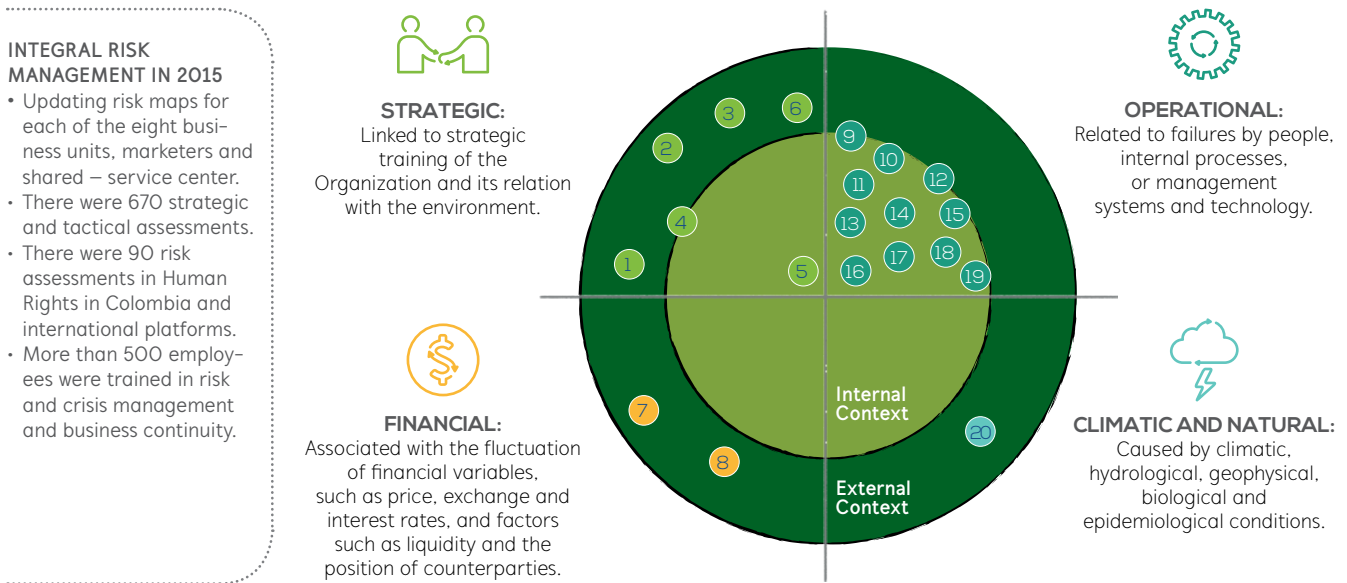 INTEGRAL RISK
MANAGEMENT IN 2015
• Updating risk maps for
each of the eight busi-
ness units, marketers and
shared – service center.
• There were 670 strategic
and tactical assessments.
• There were 90 risk
assessments in Human
Rights in Colombia and
international platforms.
• More than 500 employ-
ees were trained in risk
and crisis management
and business continuity.
STRATEGIC:
Linked to strategic
training of the
Organization and its relation
with the environment.
FINANCIAL:
Associated with the fluctuation
of financial variables,
such as price, exchange and
interest rates, and factors
such as liquidity and the
position of counterparties.
1
2
3
4
5
6
7
8
9
10
11
12
13
14
15
16
17
18
19
20
Internal
Context
External
Context
OPERATIONAL:
Related to failures by people,
internal processes,
or management
systems and technology.
CLIMATIC AND NATURAL:
Caused by climatic,
hydrological, geophysical,
biological and
epidemiological conditions.